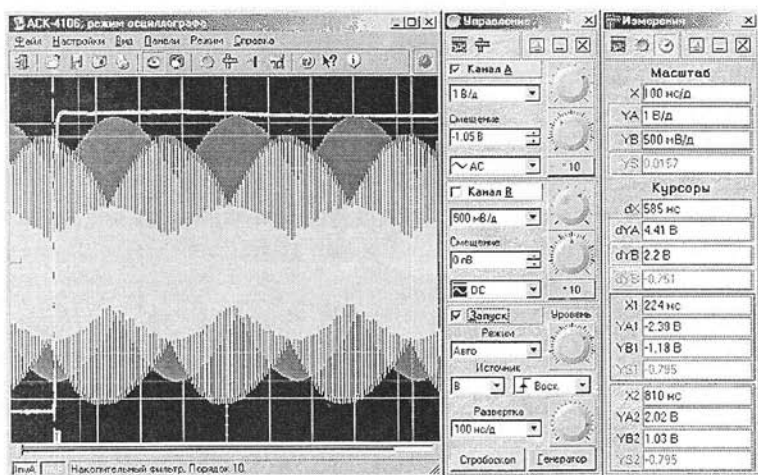 АСК-4106, режим осциллографа
Файл Настройки Вид Панели Режим Справка
InvA InvB Накопительный фильтр. Порядок 10.
Управление
Канал A
1 В/д
Смещение
-1.05 В
AC
* 10
Канал B
500 мВ/д
Смещение
0 пВ
DC
* 10
Запуск
Уровень
Режим
Авто
Источник
B
Восх.
Развертка
100 нс/д
Стробоскоп
Генератор
Измерения
Масштаб
X 100 нс/д
YA 1 В/д
YB 500 мВ/д
YS 0.0157
Курсоры
dX 585 нс
dYA 4.41 В
dYB 2.2 В
X1 224 нс
YA1 -2.39 В
YB1 -1.18 В
YS1 -0.795
X2 810 нс
YA2 2.02 В
YB2 1.03 В
YS2 -0.795